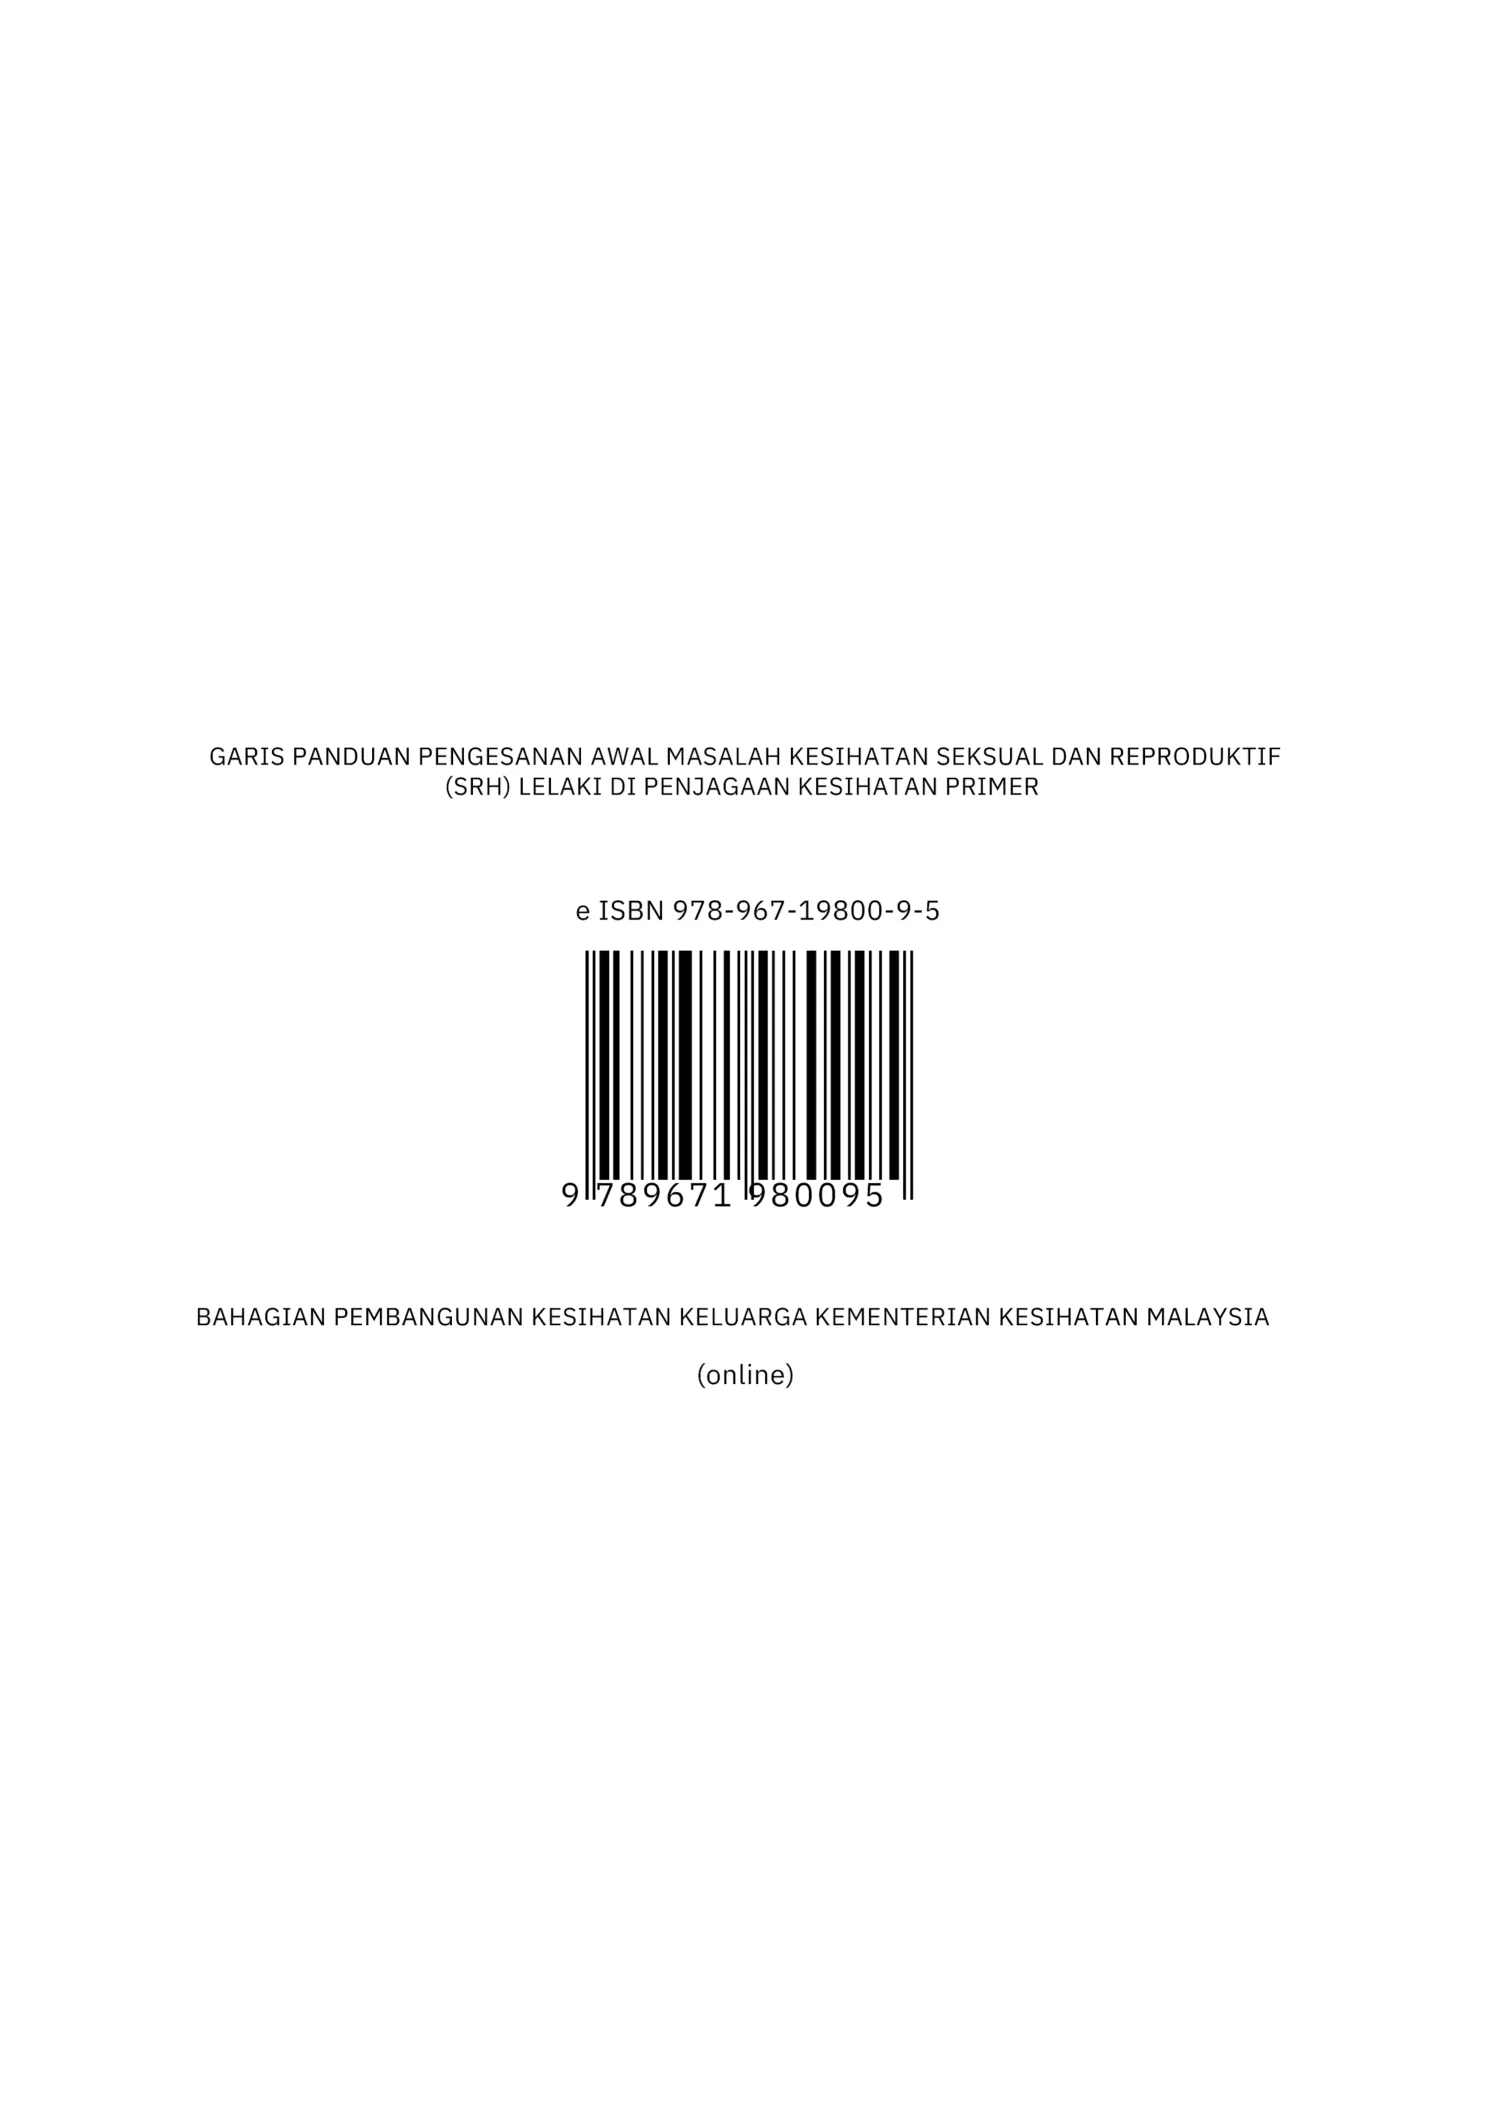 GARIS PANDUAN PENGESANAN AWAL MASALAH KESIHATAN SEKSUAL DAN REPRODUKTIF
(SRH) LELAKI DI PENJAGAAN KESIHATAN PRIMER
e ISBN 978-967-19800-9-5
9 789671 980095
BAHAGIAN PEMBANGUNAN KESIHATAN KELUARGA KEMENTERIAN KESIHATAN MALAYSIA
(online)